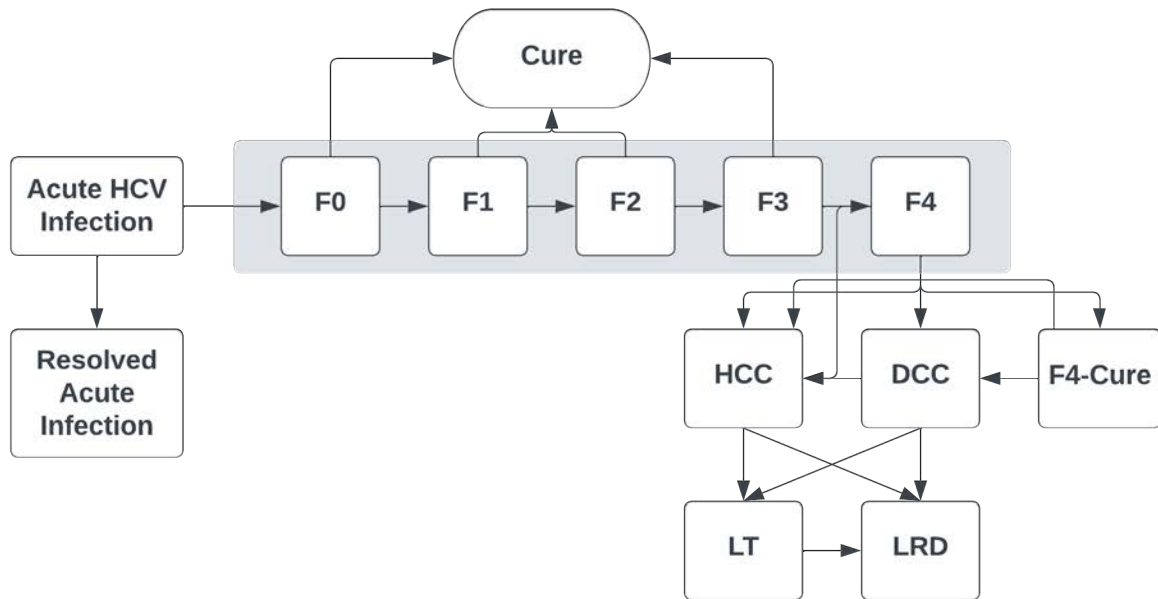 Cure
Acute HCV
Infection
F0
F1
F2
F3
F4
Resolved
Acute
Infection
HCC
DCC
F4-Cure
LT
LRD